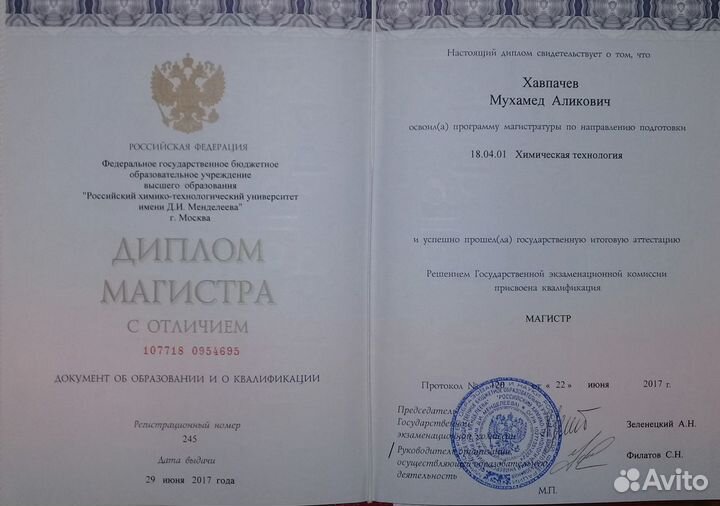 РОССИЙСКАЯ ФЕДЕРАЦИЯ
Федеральное государственное бюджетное
образовательное учреждение
высшего образования
"Российский химико-технологический университет
имени Д.И. Менделеева"
г. Москва
ДИПЛОМ
МАГИСТРА
С ОТЛИЧИЕМ
107718 0954695
ДОКУМЕНТ ОБ ОБРАЗОВАНИИ И О КВАЛИФИКАЦИИ
Регистрационный номер
245
Дата выдачи
29 июня 2017 года
Настоящий диплом свидетельствует о том, что
Хавпачев
Мухамед Аликович
освоил(а) программу магистратуры по направлению подготовки
18.04.01 Химическая технология
и успешно прошел(ла) государственную итоговую аттестацию
Решением Государственной экзаменационной комиссии
присвоена квалификация
МАГИСТР
Протокол № от « 22 » июня 2017 г.
Председатель
Государственной
экзаменационной комиссии
Зеленецкий А.Н.
Руководитель организации,
осуществляющей образовательную
деятельность
Филатов С.Н.
М.П.
Avito